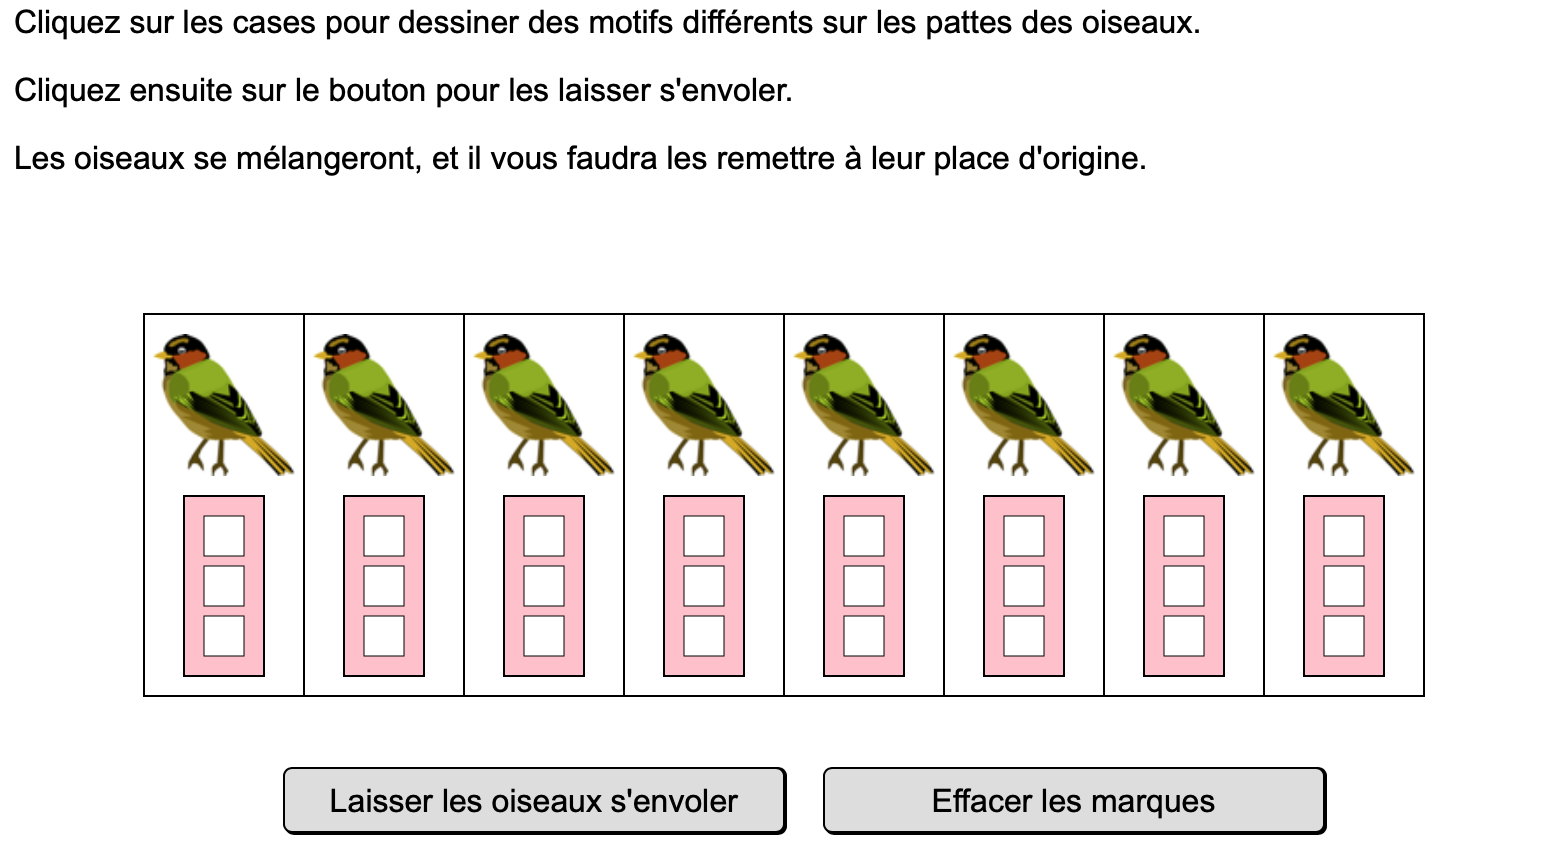 Cliquez sur les cases pour dessiner des motifs différents sur les pattes des oiseaux.
Cliquez ensuite sur le bouton pour les laisser s'envoler.
Les oiseaux se mélangeront, et il vous faudra les remettre à leur place d'origine.
Laisser les oiseaux s'envoler
Effacer les marques